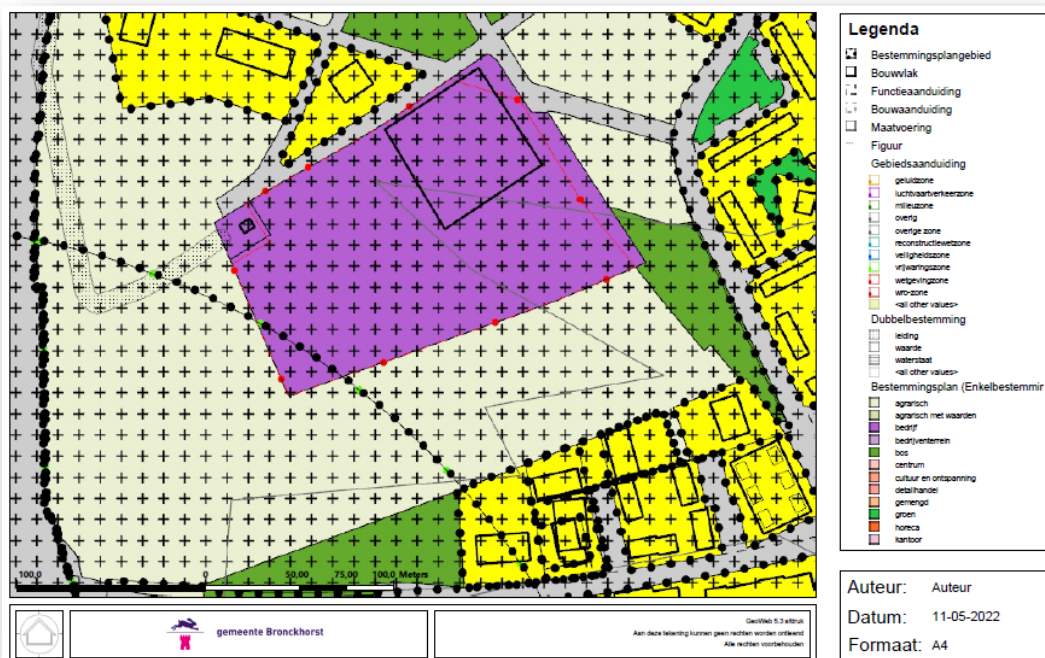 Legenda
Bestemmingsplangebied
Bouwvlak
Functieaanduiding
Bouwaanduiding
Maatvoering
Figuur
Gebiedsaanduiding
geluidzone
luchtvaartverkeerzone
milieuzone
overig
overige zone
reconstructiewetzone
veiligheidszone
vrijwaringszone
wetgevingzone
wro-zone
<all other values>
Dubbelbestemming
leiding
waarde
waterstaat
<all other values>
Bestemmingsplan (Enkelbestemmin
agrarisch
agrarisch met waarden
bedrijf
bedrijventerrein
bos
centrum
cultuur en ontspanning
detailhandel
gemengd
groen
horeca
kantoor
100,0 0 50,00 75,00 100,0 Meters
gemeente Bronckhorst
GeoWeb 5.3 afdruk
Aan deze tekening kunnen geen rechten worden ontleend
Alle rechten voorbehouden
Auteur: Auteur
Datum: 11-05-2022
Formaat: A4